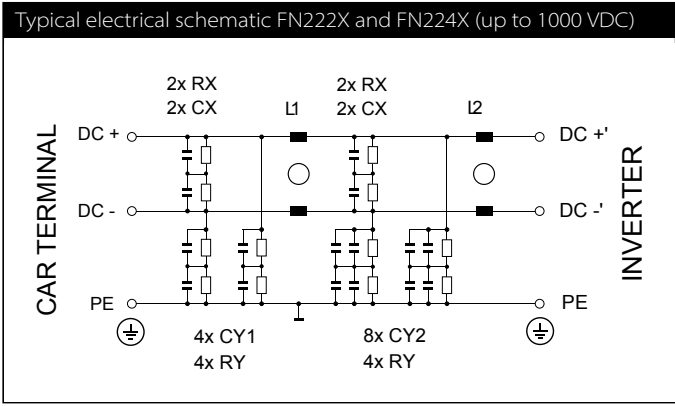 Typical electrical schematic FN222X and FN224X (up to 1000 VDC)
2x RX
2x CX
L1
2x RX
2x CX
L2
DC +
DC +'
DC -
DC -'
CAR TERMINAL
INVERTER
PE
PE
4x CY1
4x RY
8x CY2
4x RY